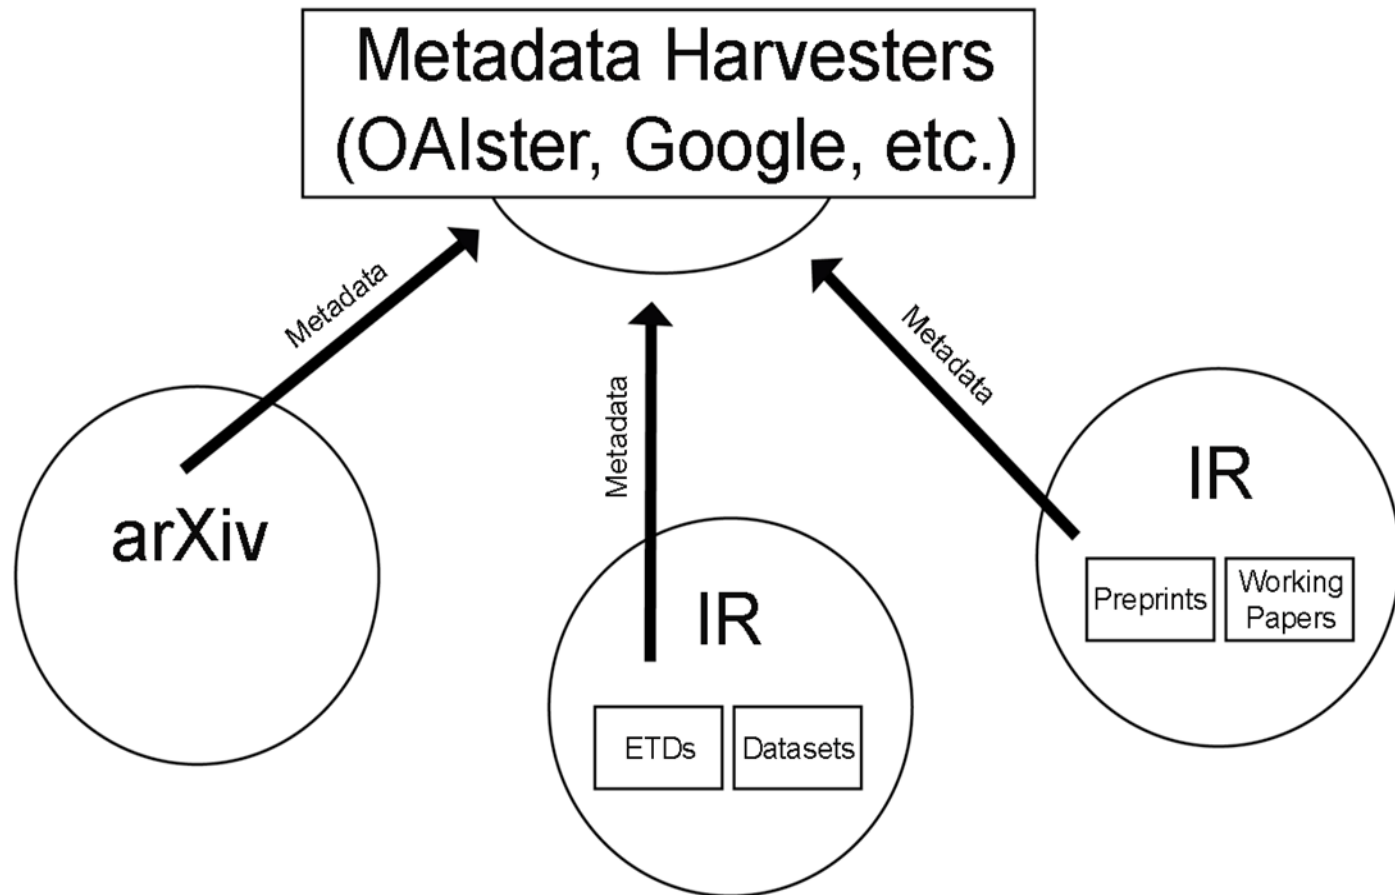 Metadata Harvesters
(OAIster, Google, etc.)
Metadata
Metadata
Metadata
arXiv
IR
ETDs
Datasets
IR
Preprints
Working
Papers